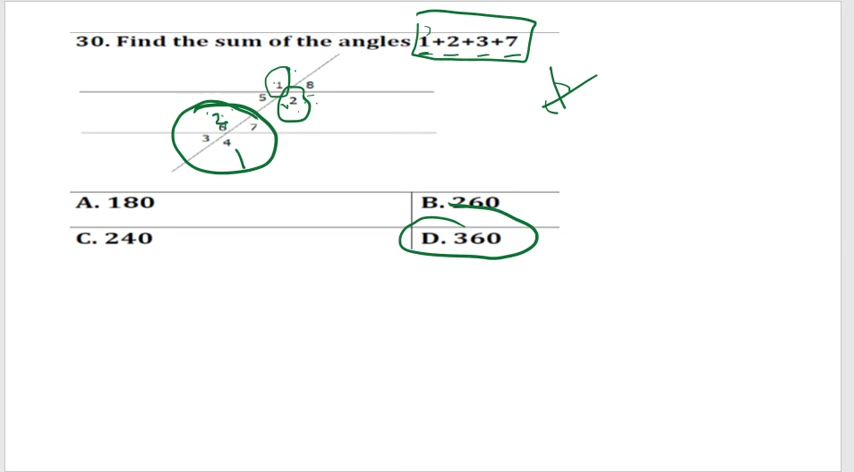 30. Find the sum of the angles 1+2+3+7
1 8
5 2
2
6 7
3 4
A. 180 B. 260
C. 240 D. 360